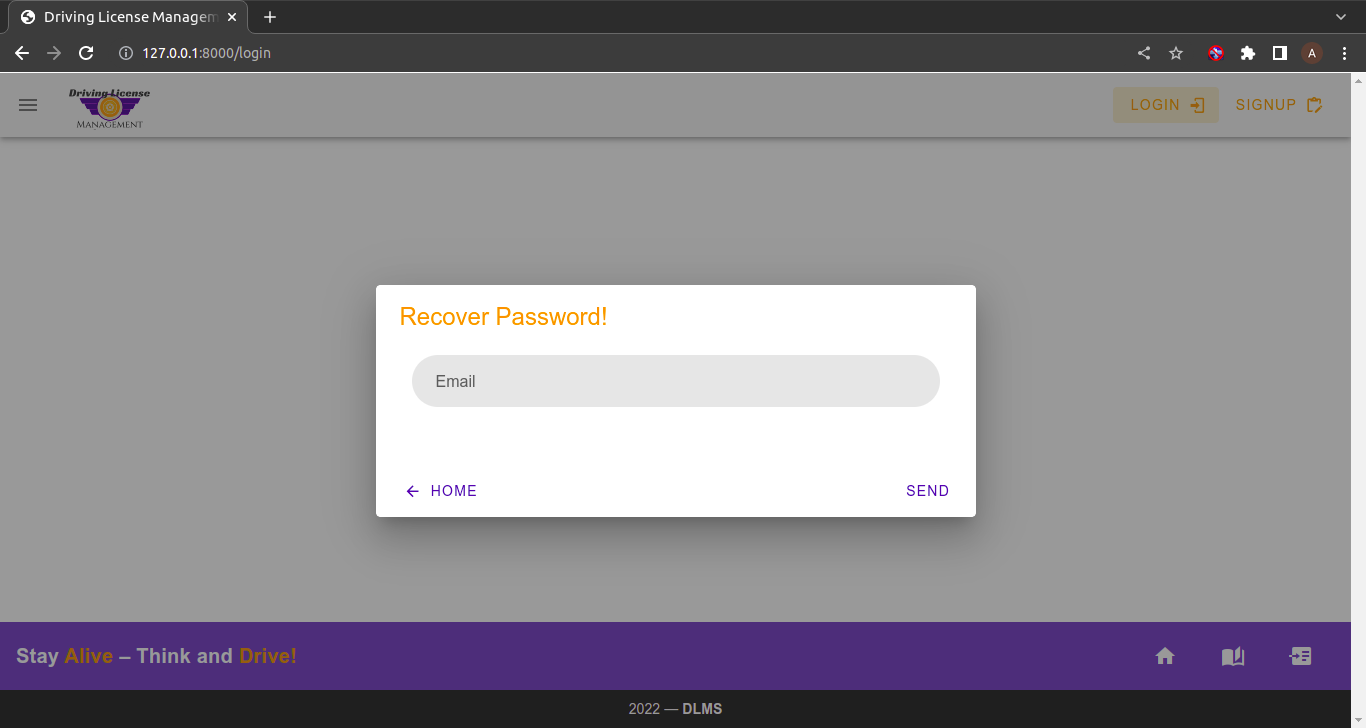 Driving License Managem
127.0.0.1:8000/login
A
Driving License
MANAGEMENT
LOGIN
SIGNUP
Recover Password!
Email
HOME
SEND
Stay Alive – Think and Drive!
2022 — DLMS